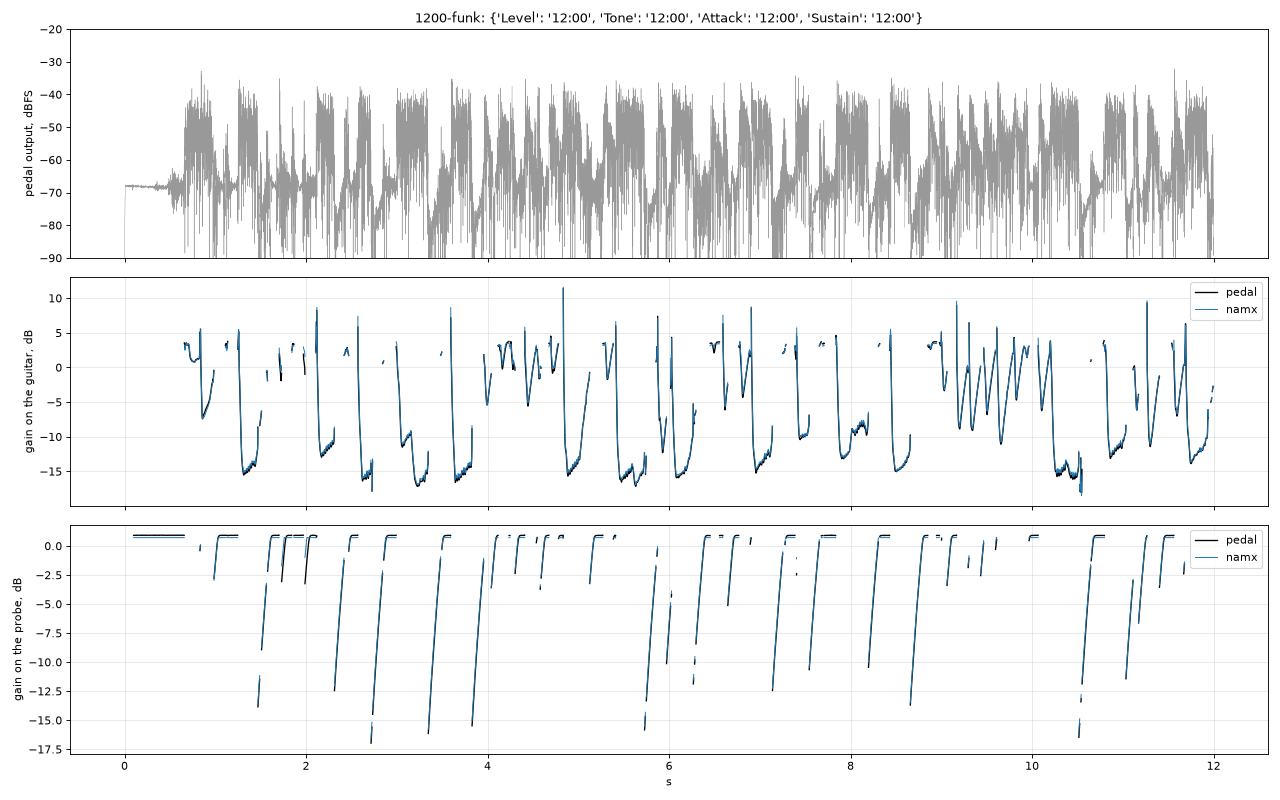 1200-funk: {'Level': '12:00', 'Tone': '12:00', 'Attack': '12:00', 'Sustain': '12:00'}
pedal output, dBFS
−20
−30
−40
−50
−60
−70
−80
−90
gain on the guitar, dB
10
5
0
−5
−10
−15
pedal
namx
gain on the probe, dB
0.0
−2.5
−5.0
−7.5
−10.0
−12.5
−15.0
−17.5
pedal
namx
0 2 4 6 8 10 12
s